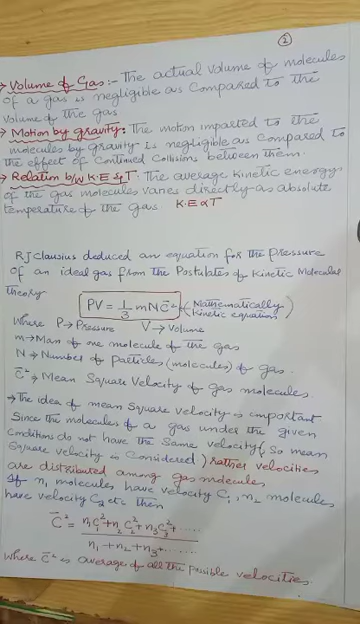 2
→ Volume of Gas:- The actual volume of molecules
of a gas is negligible as compared to the
volume of the gas
→ Motion by gravity: The motion imparted to the
molecules by gravity is negligible as compared to
the effect of Continued Collisions between them.
→ Relation b/w K.E & T. The average kinetic energy
of the gas molecules varies directly as absolute
temperature of the gas K.E ∝ T
RJ Clausius deduced an equation for the Pressure
of an ideal gas from the Postulates of Kinetic Molecular
theory
PV = 1/3 mNc̄² (Mathematically Kinetic equation)
Where P → Pressure V → Volume
m → Mass of one molecule of the gas
N → Number of particles (molecules) of gas.
C̄² → Mean Square Velocity of gas molecules.
→ The idea of mean Square velocity is important
Since the molecules of a gas under the given
Conditions do not have the Same velocity (So mean
Square velocity is Considered) rather velocities
are distributed among gas molecules
If n₁ molecules have velocity C₁, n₂ molecules
have velocity C₂ etc then
C̄² = n₁C₁² + n₂C₂² + n₃C₃² + ......
n₁ + n₂ + n₃ + ......
Where C̄² is average of all the possible velocities